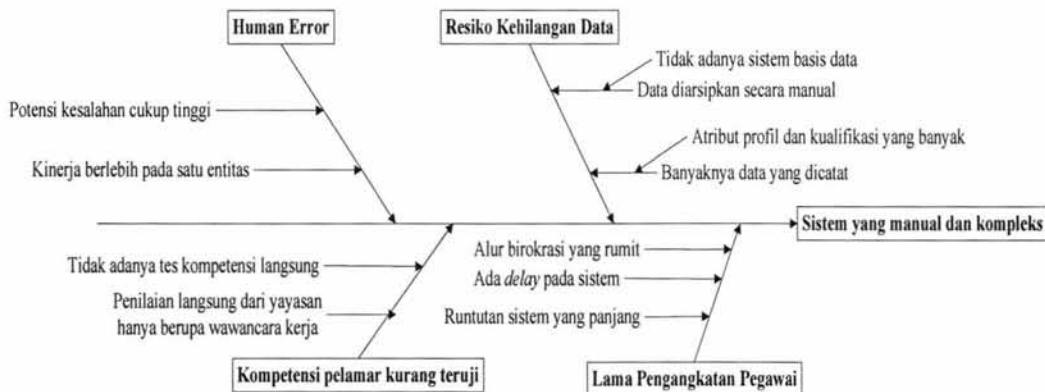 Human Error
Resiko Kehilangan Data
Tidak adanya sistem basis data
Data diarsipkan secara manual
Potensi kesalahan cukup tinggi
Atribut profil dan kualifikasi yang banyak
Kinerja berlebih pada satu entitas
Banyaknya data yang dicatat
Sistem yang manual dan kompleks
Alur birokrasi yang rumit
Tidak adanya tes kompetensi langsung
Ada delay pada sistem
Penilaian langsung dari yayasan
hanya berupa wawancara kerja
Runtutan sistem yang panjang
Kompetensi pelamar kurang teruji
Lama Pengangkatan Pegawai